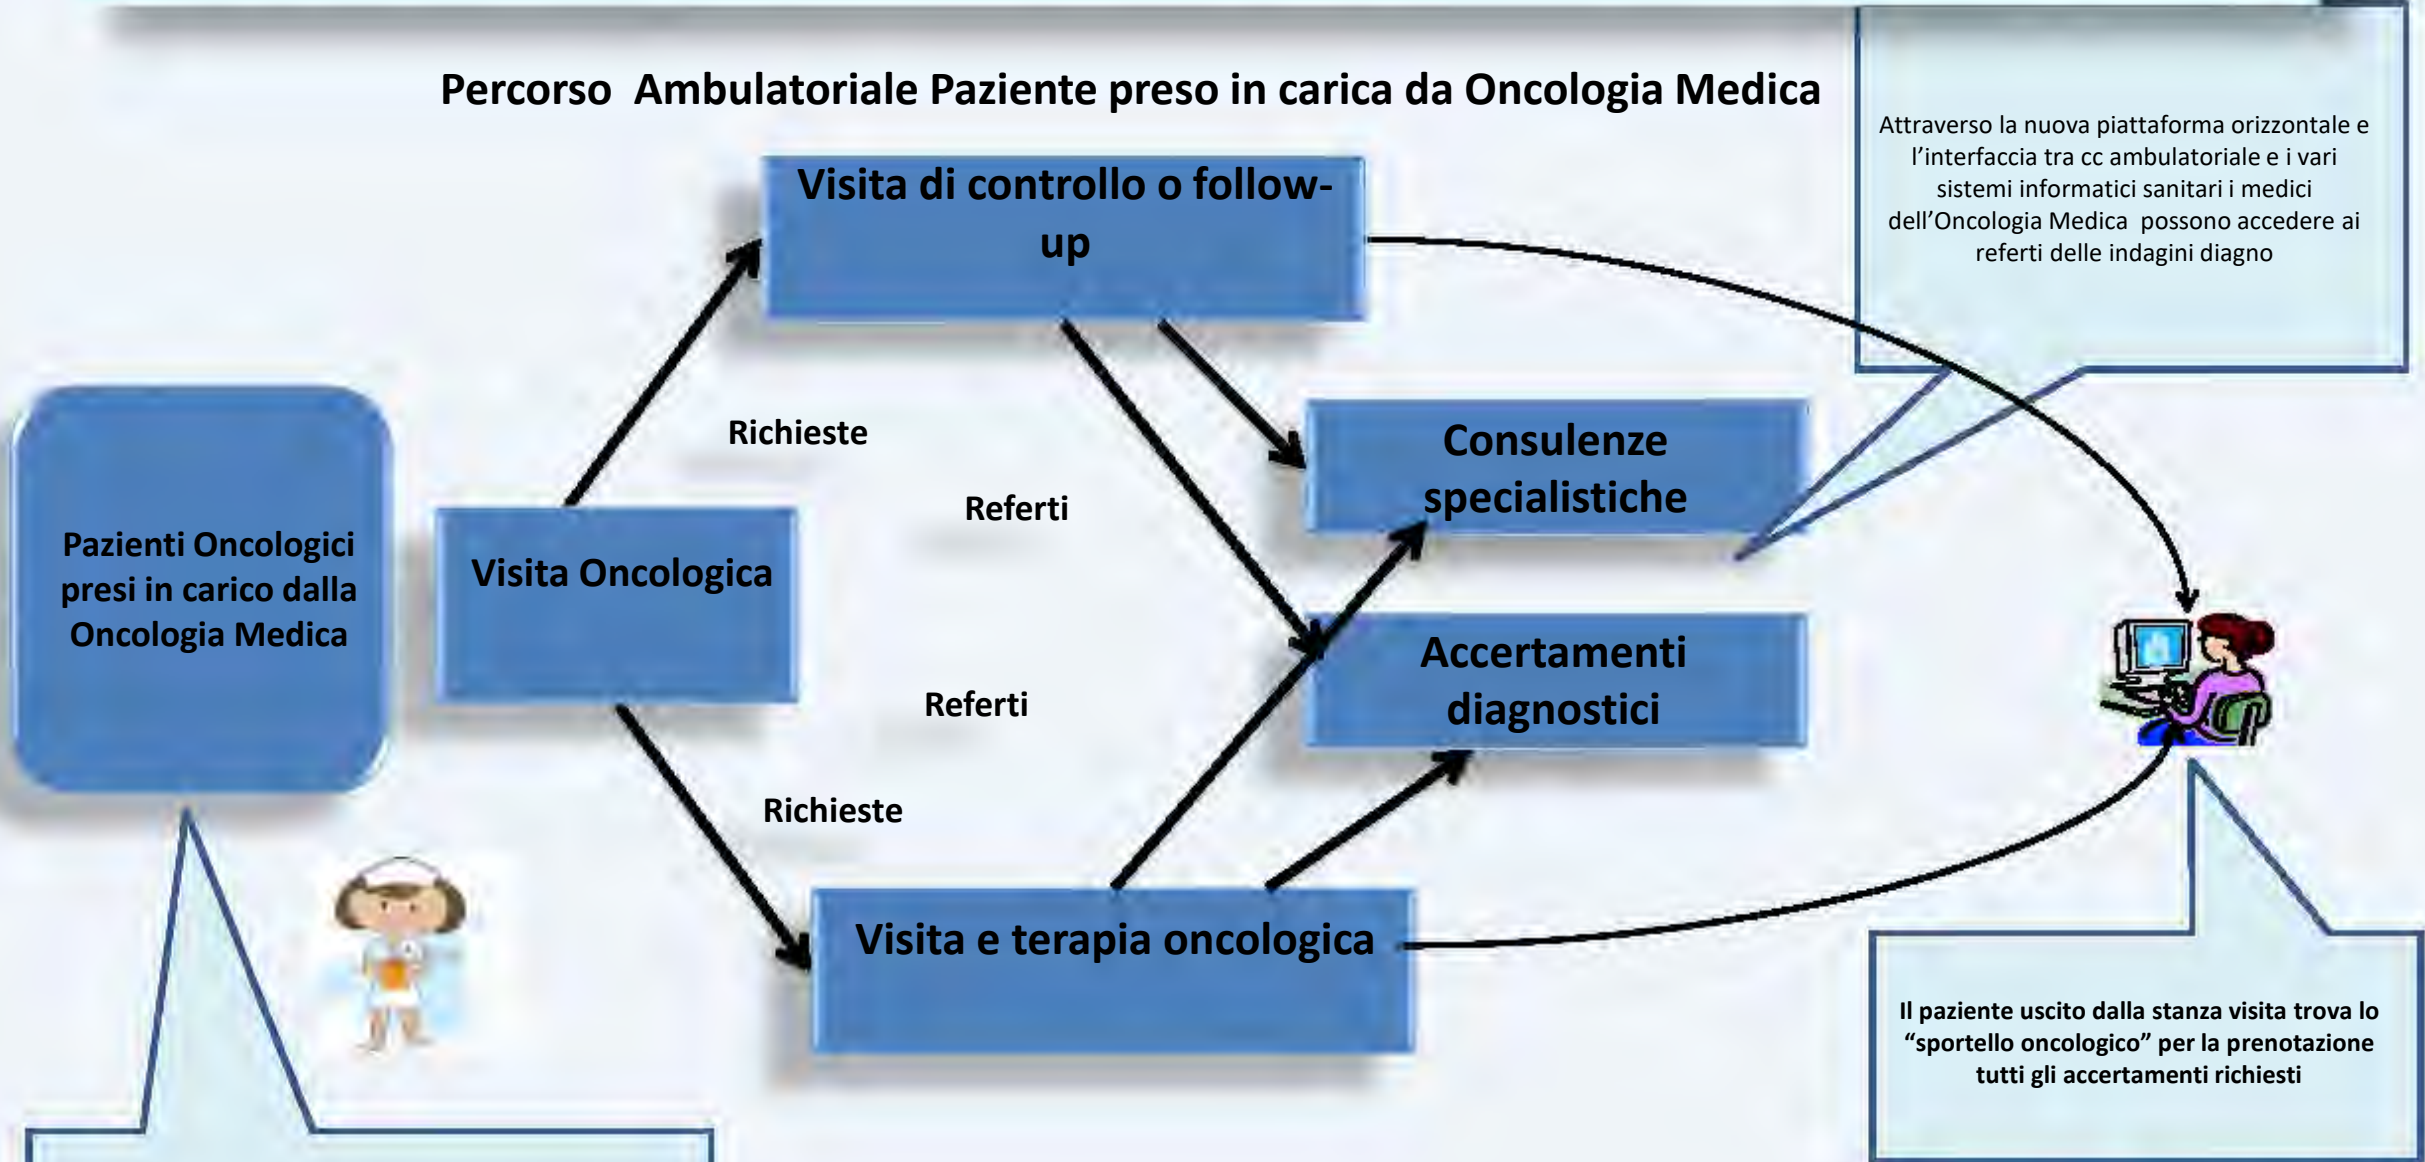 Percorso Ambulatoriale Paziente preso in carica da Oncologia Medica
Attraverso la nuova piattaforma orizzontale e
l'interfaccia tra cc ambulatoriale e i vari
sistemi informatici sanitari i medici
dell'Oncologia Medica possono accedere ai
referti delle indagini diagno
Visita di controllo o follow-
up
Richieste
Consulenze
specialistiche
Referti
Pazienti Oncologici
presi in carico dalla
Oncologia Medica
Visita Oncologica
Accertamenti
diagnostici
Referti
Richieste
Visita e terapia oncologica
Il paziente uscito dalla stanza visita trova lo
“sportello oncologico” per la prenotazione
tutti gli accertamenti richiesti